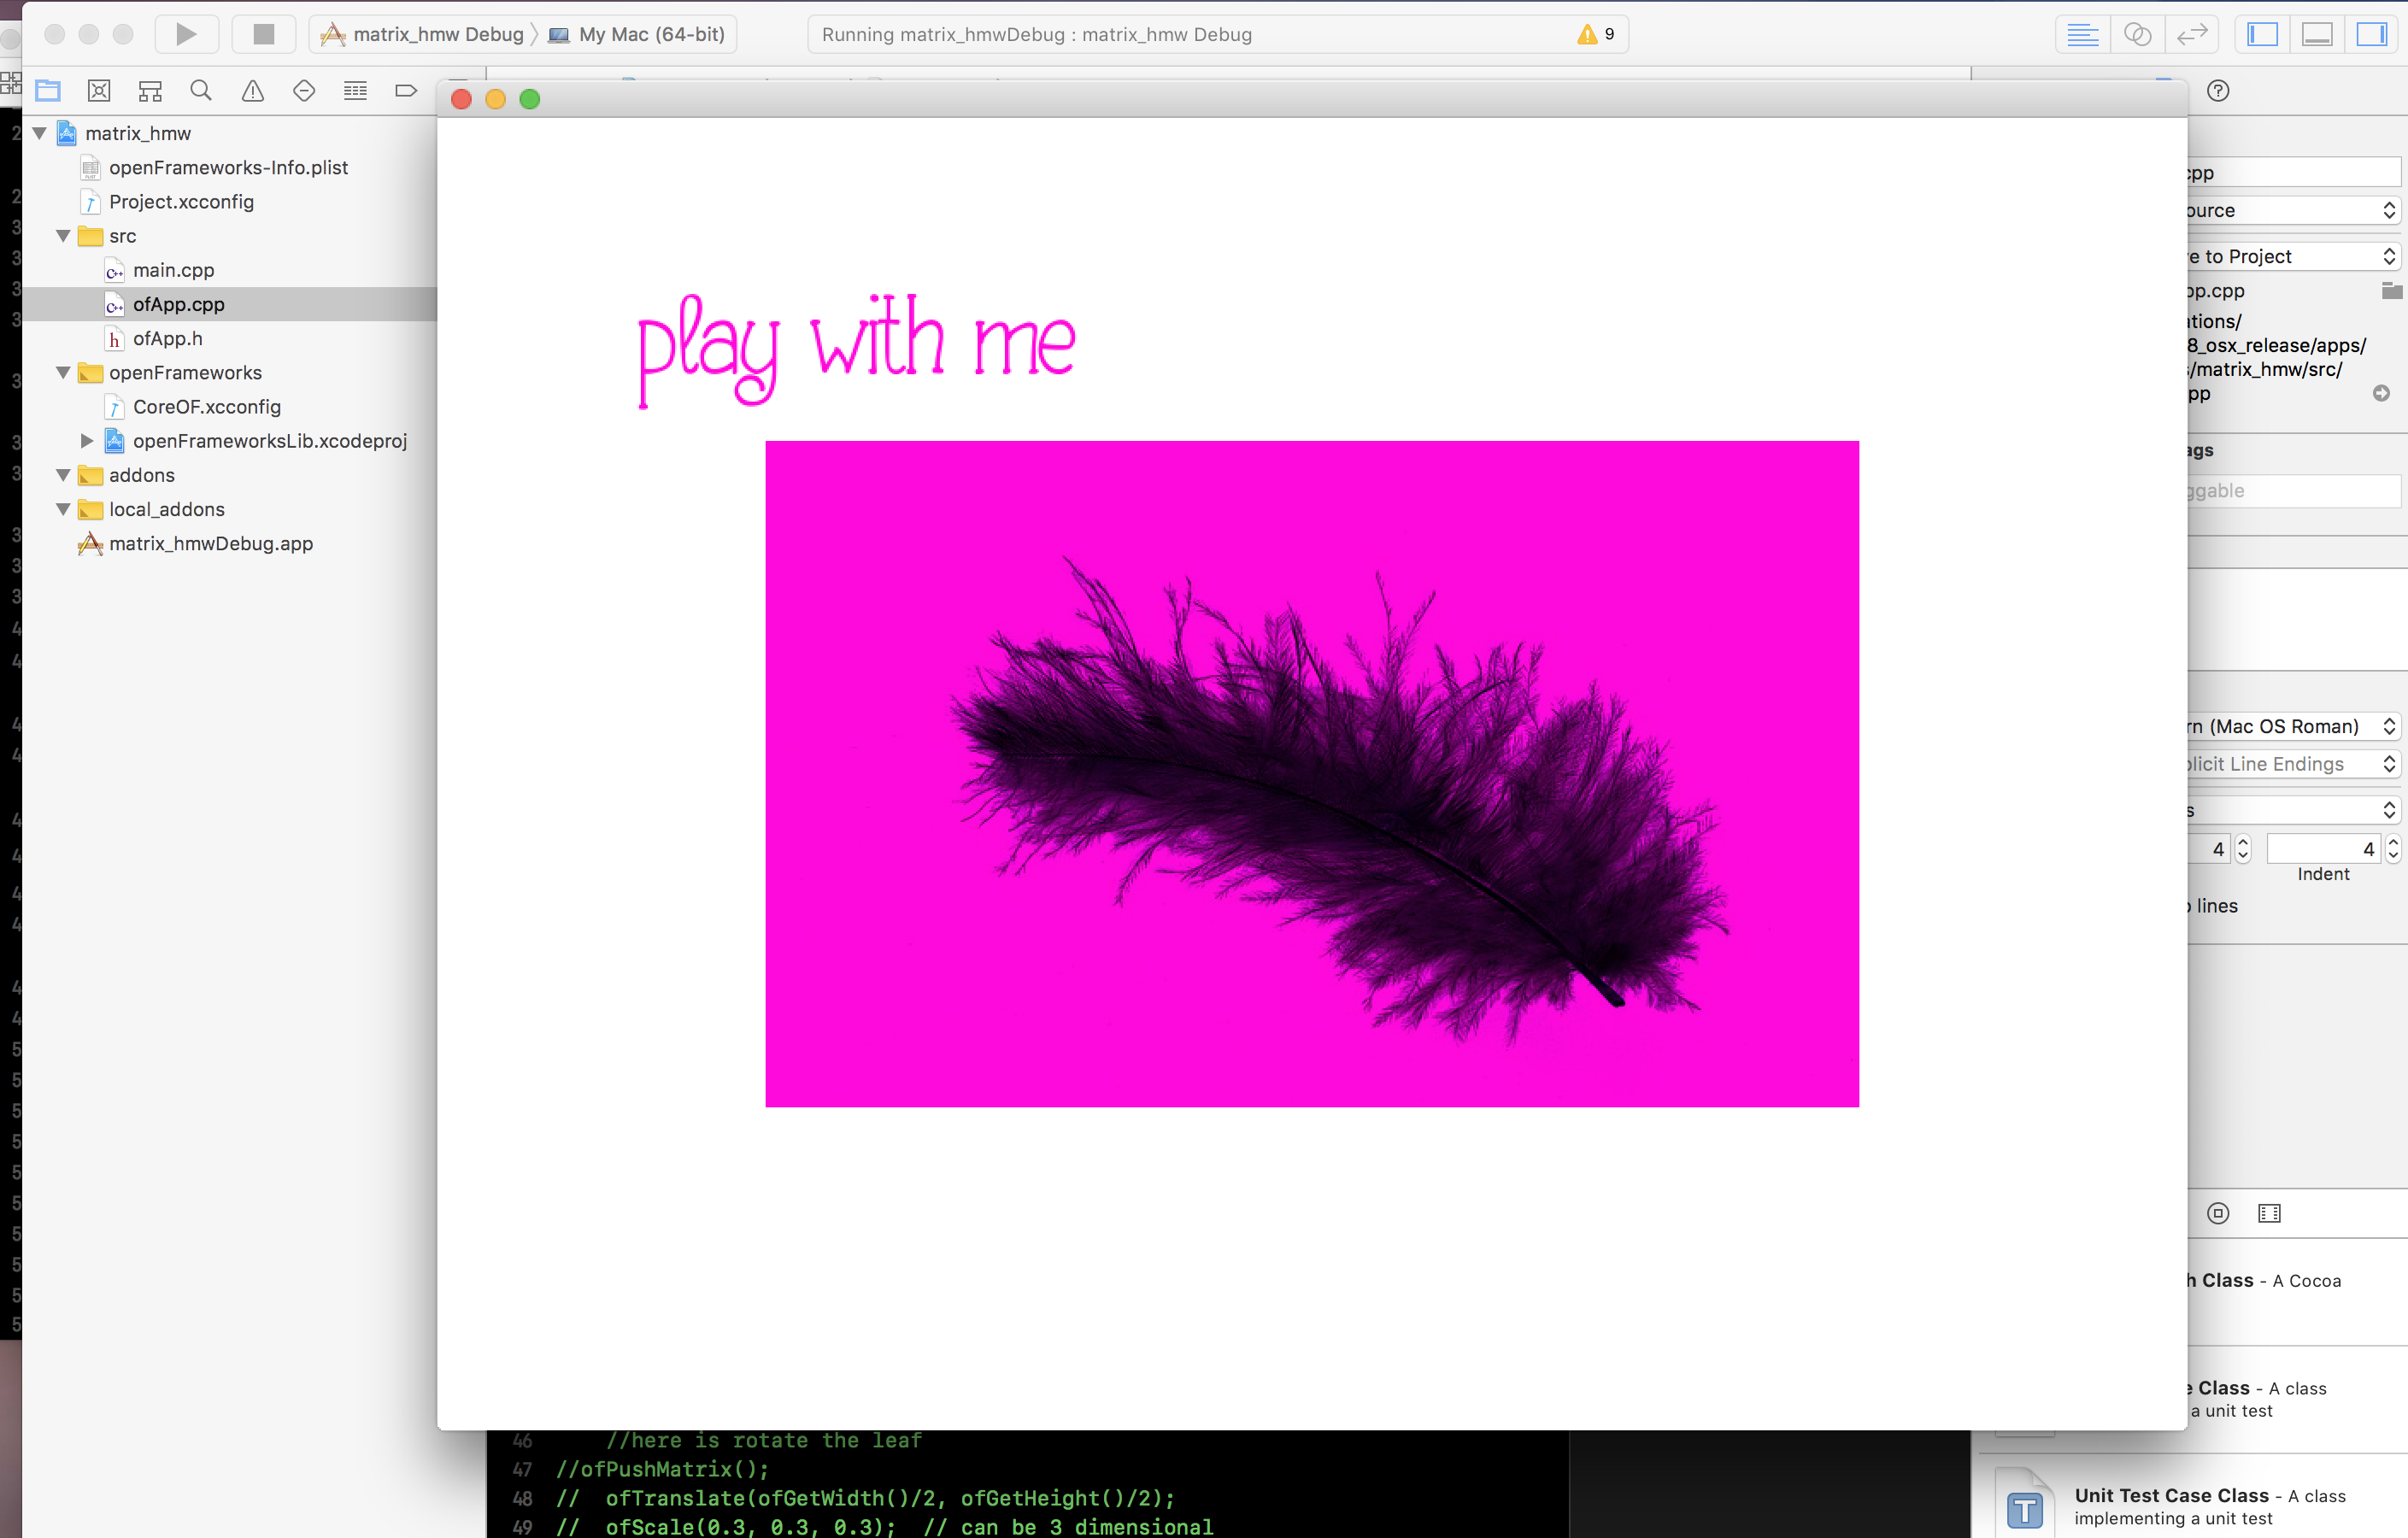 matrix_hmw Debug My Mac (64-bit)
Running matrix_hmwDebug : matrix_hmw Debug 9
matrix_hmw
openFrameworks-Info.plist
Project.xcconfig
src
main.cpp
ofApp.cpp
ofApp.h
openFrameworks
CoreOF.xcconfig
openFrameworksLib.xcodeproj
addons
local_addons
matrix_hmwDebug.app
play with me
cpp
ource
e to Project
pp.cpp
ations/
8_osx_release/apps/
/matrix_hmw/src/
pp
ags
ggable
rn (Mac OS Roman)
plicit Line Endings
s
4 4
Indent
lines
h Class - A Cocoa
e Class - A class
a unit test
Unit Test Case Class - A class
implementing a unit test
46 //here is rotate the leaf
47 //ofPushMatrix();
48 // ofTranslate(ofGetWidth()/2, ofGetHeight()/2);
49 // ofScale(0.3, 0.3, 0.3); // can be 3 dimensional